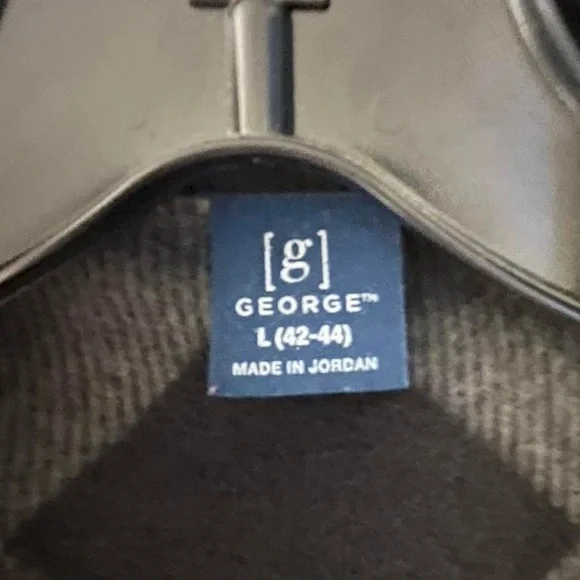 [g]
GEORGE™
L (42-44)
MADE IN JORDAN